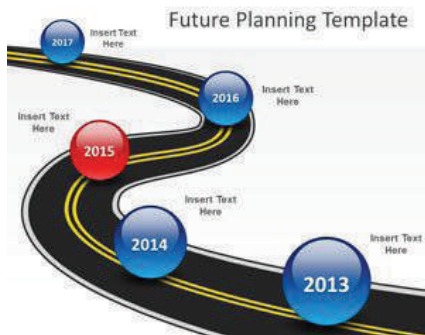 Future Planning Template
2017
Insert Text
Here
2016
Insert Text
Here
Insert Text
Here
2015
Insert Text
Here
2014
Insert Text
Here
2013